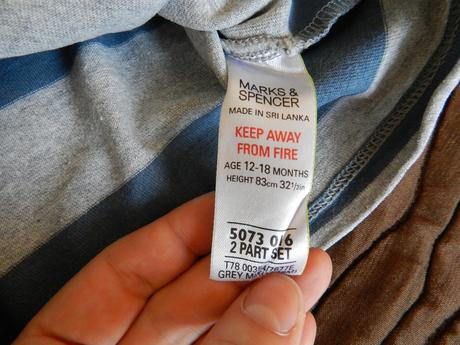 MARKS &
SPENCER
MADE IN SRI LANKA
KEEP AWAY
FROM FIRE
AGE 12-18 MONTHS
HEIGHT 83cm 32½in
5073 0/6
2 PART SET
T78
GREY